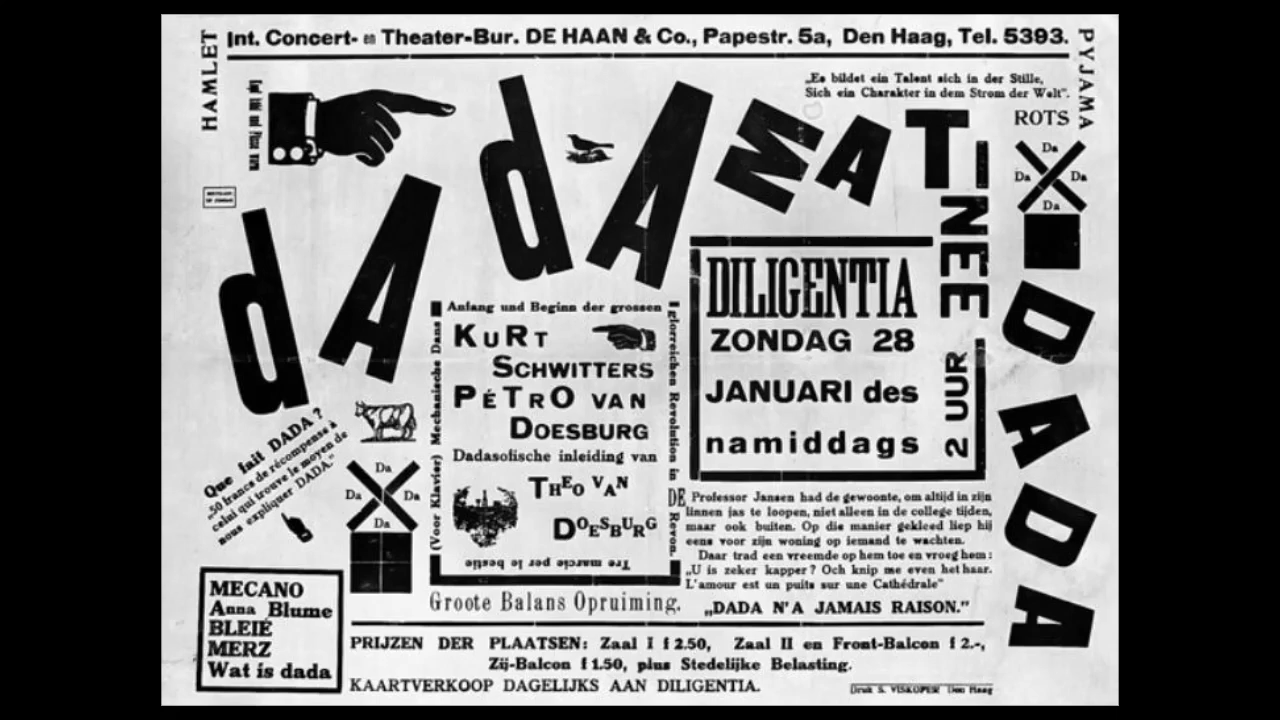 Int. Concert- en Theater-Bur. DE HAAN & Co., Papestr. 5a, Den Haag, Tel. 5393.
HAMLET
PYJAMA
„Es bildet ein Talent sich in der Stille,
Sich ein Charakter in dem Strom der Welt”.
ROTS
Da
Da Da
Da
dA dA MATINÉE
DADA
DILIGENTIA
ZONDAG 28
JANUARI des
namiddags
2 UUR
Anfang und Beginn der grossen
glorreichen Revolution in
DE Revon.
(Voor Klavier) Mechanische Dans
KURT
SCHWITTERS
PÉTRO VAN
DOESBURG
Dadasofische inleiding van
THEO VAN
DOESBURG
Tre marcie per le bestie
Que fait DADA?
„50 francs de récompense à
celui qui trouve le moyen de
nous expliquer DADA.”
Da
Da Da
Da
Professor Jansen had de gewoonte, om altijd in zijn
linnen jas te loopen, niet alleen in de college tijden,
maar ook buiten. Op die manier gekleed liep hij
eens voor zijn woning op iemand te wachten.
Daar trad een vreemde op hem toe en vroeg hem:
„U is zeker kapper? Och knip me even het haar.
L'amour est un puits sur une Cathédrale”
Groote Balans Opruiming.
„DADA N'A JAMAIS RAISON.”
MECANO
Anna Blume
BLEIÉ
MERZ
Wat is dada
PRIJZEN DER PLAATSEN: Zaal I f 2.50, Zaal II en Front-Balcon f 2.-,
Zij-Balcon f 1.50, plus Stedelijke Belasting.
KAARTVERKOOP DAGELIJKS AAN DILIGENTIA.
Druk S. VISKOPER Den Haag